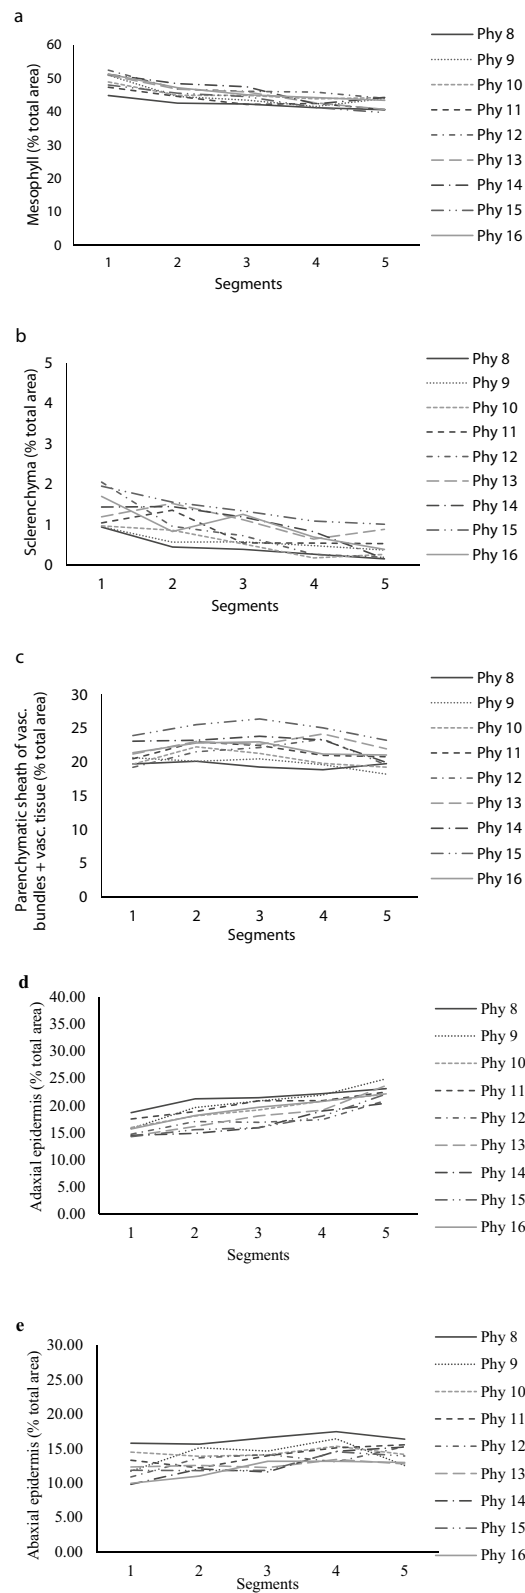 a
Mesophyll (% total area)
60
50
40
30
20
10
0
1 2 3 4 5
Segments
Phy 8
Phy 9
Phy 10
Phy 11
Phy 12
Phy 13
Phy 14
Phy 15
Phy 16
b
Sclerenchyma (% total area)
5
4
3
2
1
0
1 2 3 4 5
Segments
Phy 8
Phy 9
Phy 10
Phy 11
Phy 12
Phy 13
Phy 14
Phy 15
Phy 16
c
Parenchymatic sheath of vasc.
bundles + vasc. tissue (% total area)
30
25
20
15
10
5
0
1 2 3 4 5
Segments
Phy 8
Phy 9
Phy 10
Phy 11
Phy 12
Phy 13
Phy 14
Phy 15
Phy 16
d
Adaxial epidermis (% total area)
40.00
35.00
30.00
25.00
20.00
15.00
10.00
5.00
0.00
1 2 3 4 5
Segments
Phy 8
Phy 9
Phy 10
Phy 11
Phy 12
Phy 13
Phy 14
Phy 15
Phy 16
e
Abaxial epidermis (% total area)
30.00
25.00
20.00
15.00
10.00
5.00
0.00
1 2 3 4 5
Segments
Phy 8
Phy 9
Phy 10
Phy 11
Phy 12
Phy 13
Phy 14
Phy 15
Phy 16